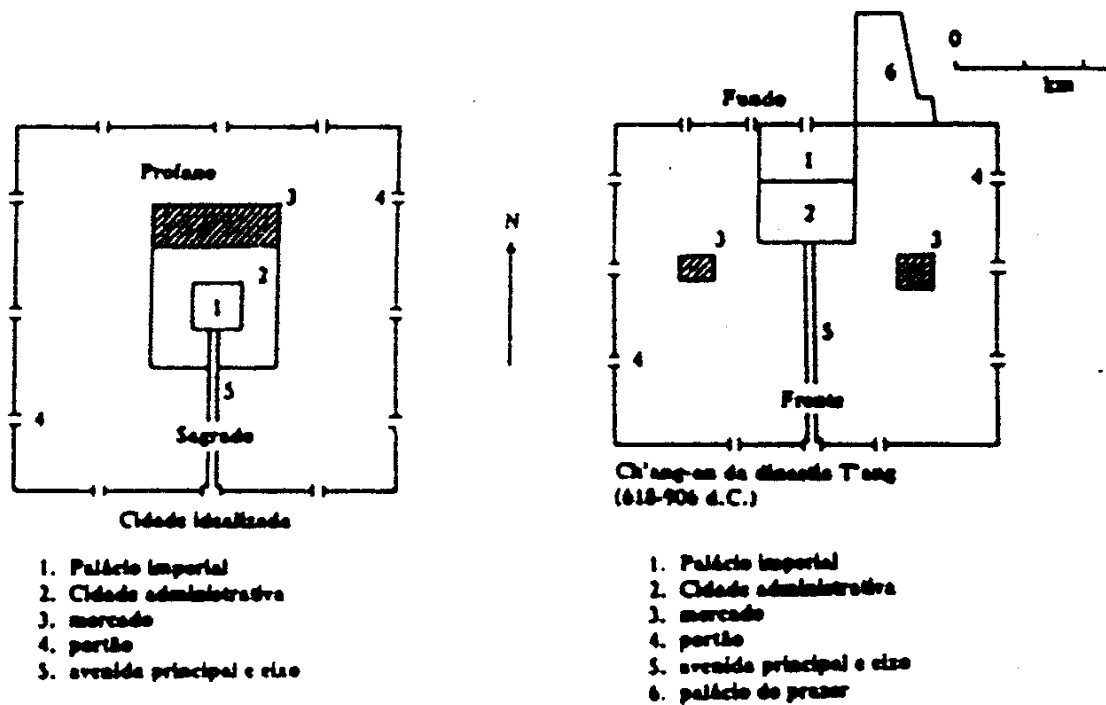 Profano
3
4
2
1
5
4
Sagrado
Cidade idealizada
1. Palácio imperial
2. Cidade administrativa
3. mercado
4. portão
5. avenida principal e eixo
N
0
km
6
Fundo
1
4
2
3
3
5
4
Frente
Ch'ang-an da dinastia T'ang
(618-906 d.C.)
1. Palácio imperial
2. Cidade administrativa
3. mercado
4. portão
5. avenida principal e eixo
6. palácio do prazer